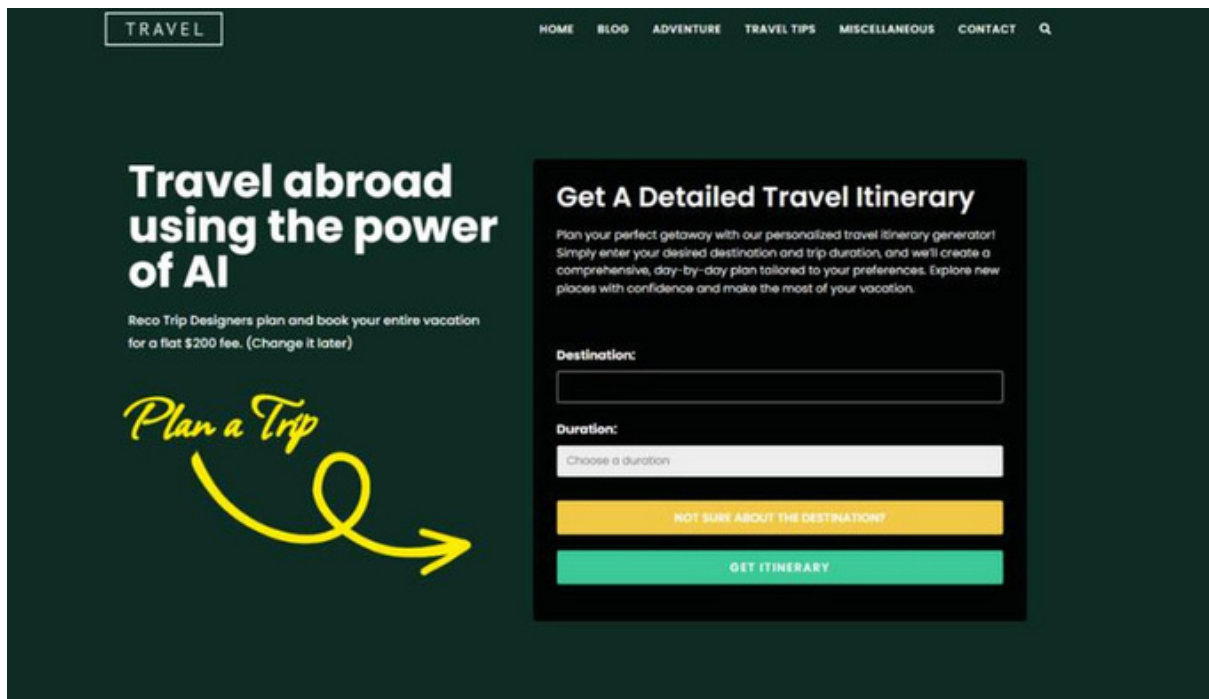 TRAVEL
HOME BLOG ADVENTURE TRAVEL TIPS MISCELLANEOUS CONTACT
Travel abroad
using the power
of AI
Reco Trip Designers plan and book your entire vacation
for a flat $200 fee. (Change it later)
Plan a Trip
Get A Detailed Travel Itinerary
Plan your perfect getaway with our personalized travel itinerary generator!
Simply enter your desired destination and trip duration, and we'll create a
comprehensive, day-by-day plan tailored to your preferences. Explore new
places with confidence and make the most of your vacation.
Destination:
Duration:
Choose a duration
NOT SURE ABOUT THE DESTINATION?
GET ITINERARY